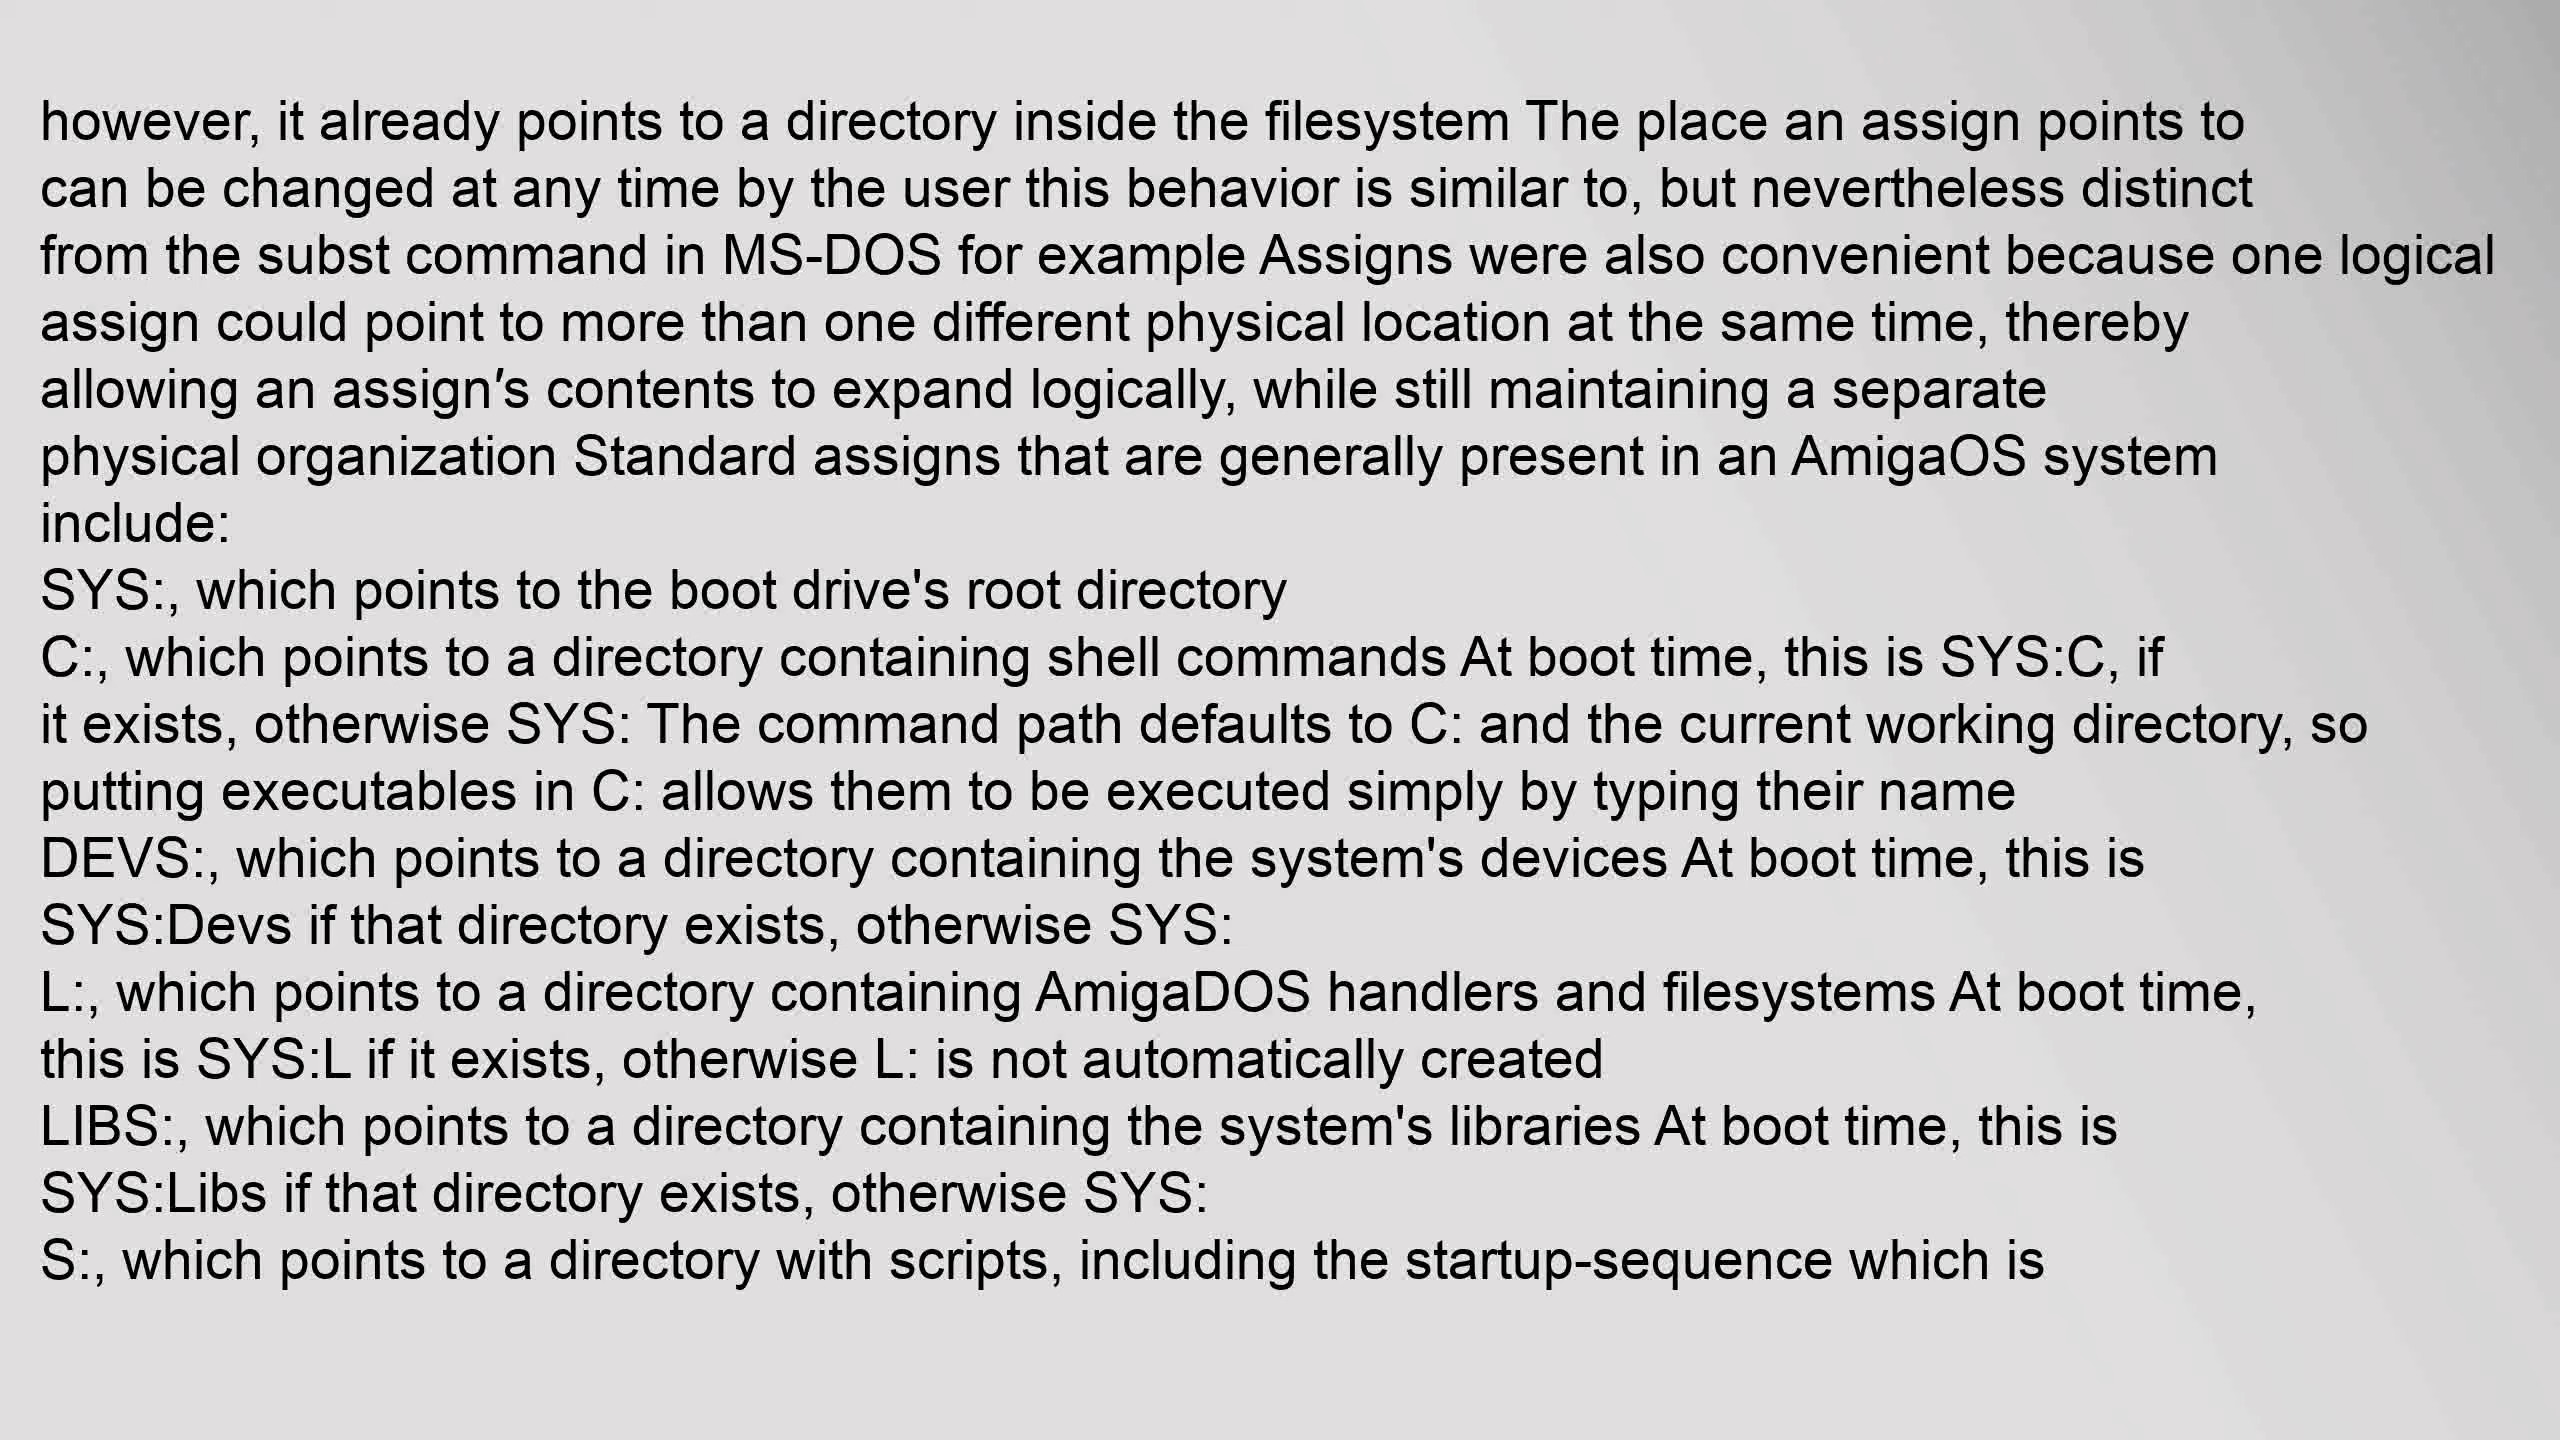 however, it already points to a directory inside the filesystem The place an assign points to
can be changed at any time by the user this behavior is similar to, but nevertheless distinct
from the subst command in MS-DOS for example Assigns were also convenient because one logical
assign could point to more than one different physical location at the same time, thereby
allowing an assign′s contents to expand logically, while still maintaining a separate
physical organization Standard assigns that are generally present in an AmigaOS system
include:
SYS:, which points to the boot drive's root directory
C:, which points to a directory containing shell commands At boot time, this is SYS:C, if
it exists, otherwise SYS: The command path defaults to C: and the current working directory, so
putting executables in C: allows them to be executed simply by typing their name
DEVS:, which points to a directory containing the system's devices At boot time, this is
SYS:Devs if that directory exists, otherwise SYS:
L:, which points to a directory containing AmigaDOS handlers and filesystems At boot time,
this is SYS:L if it exists, otherwise L: is not automatically created
LIBS:, which points to a directory containing the system's libraries At boot time, this is
SYS:Libs if that directory exists, otherwise SYS:
S:, which points to a directory with scripts, including the startup-sequence which is